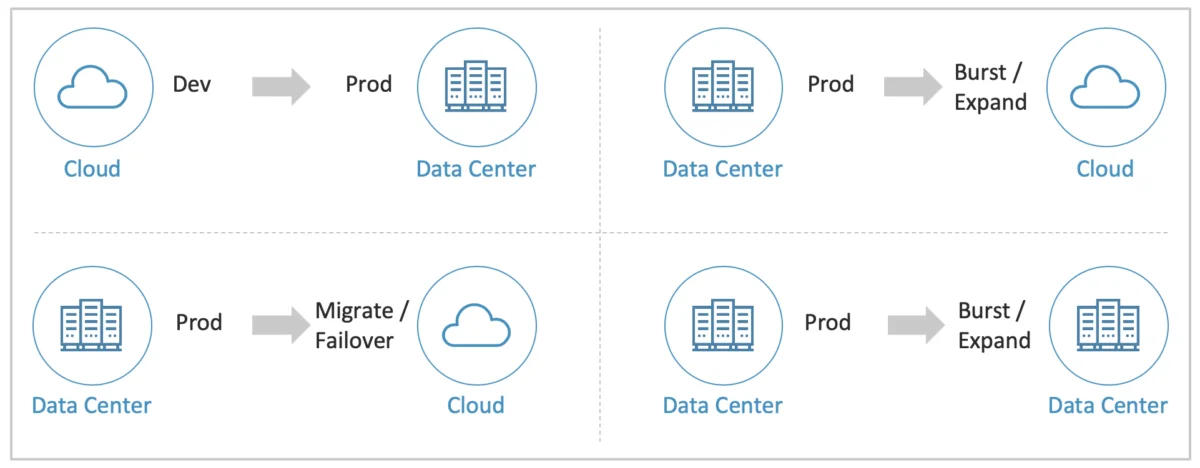 Dev
Prod
Cloud
Data Center
Prod
Burst /
Expand
Data Center
Cloud
Prod
Migrate /
Failover
Data Center
Cloud
Prod
Burst /
Expand
Data Center
Data Center